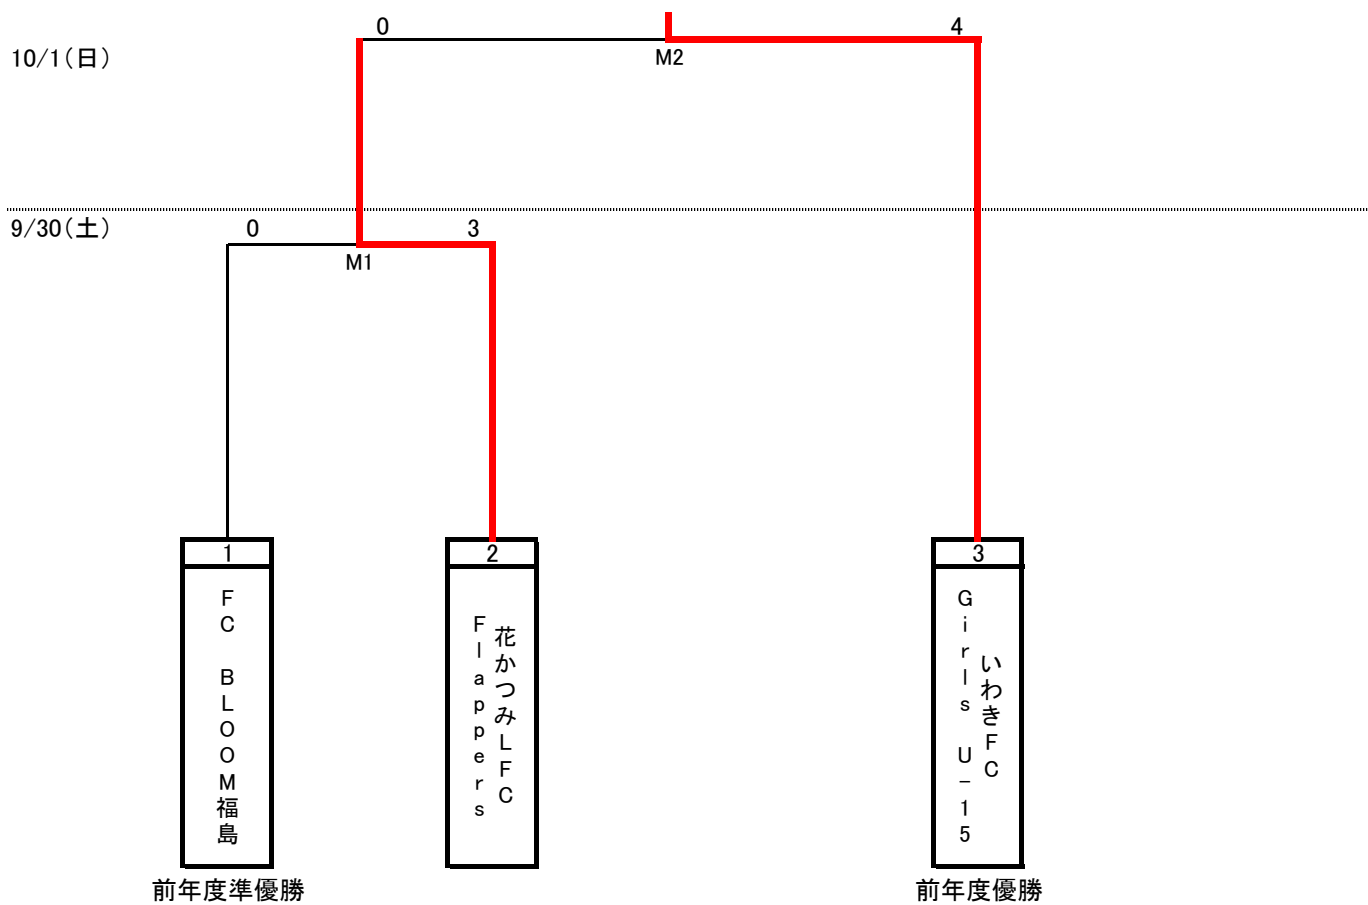 0
4
10/1(日)
M2
9/30(土)
0
3
M1
1
2
3
FC BLOOM福島
花かつみLFC
Flappers
いわきFC
Girls U-15
前年度準優勝
前年度優勝